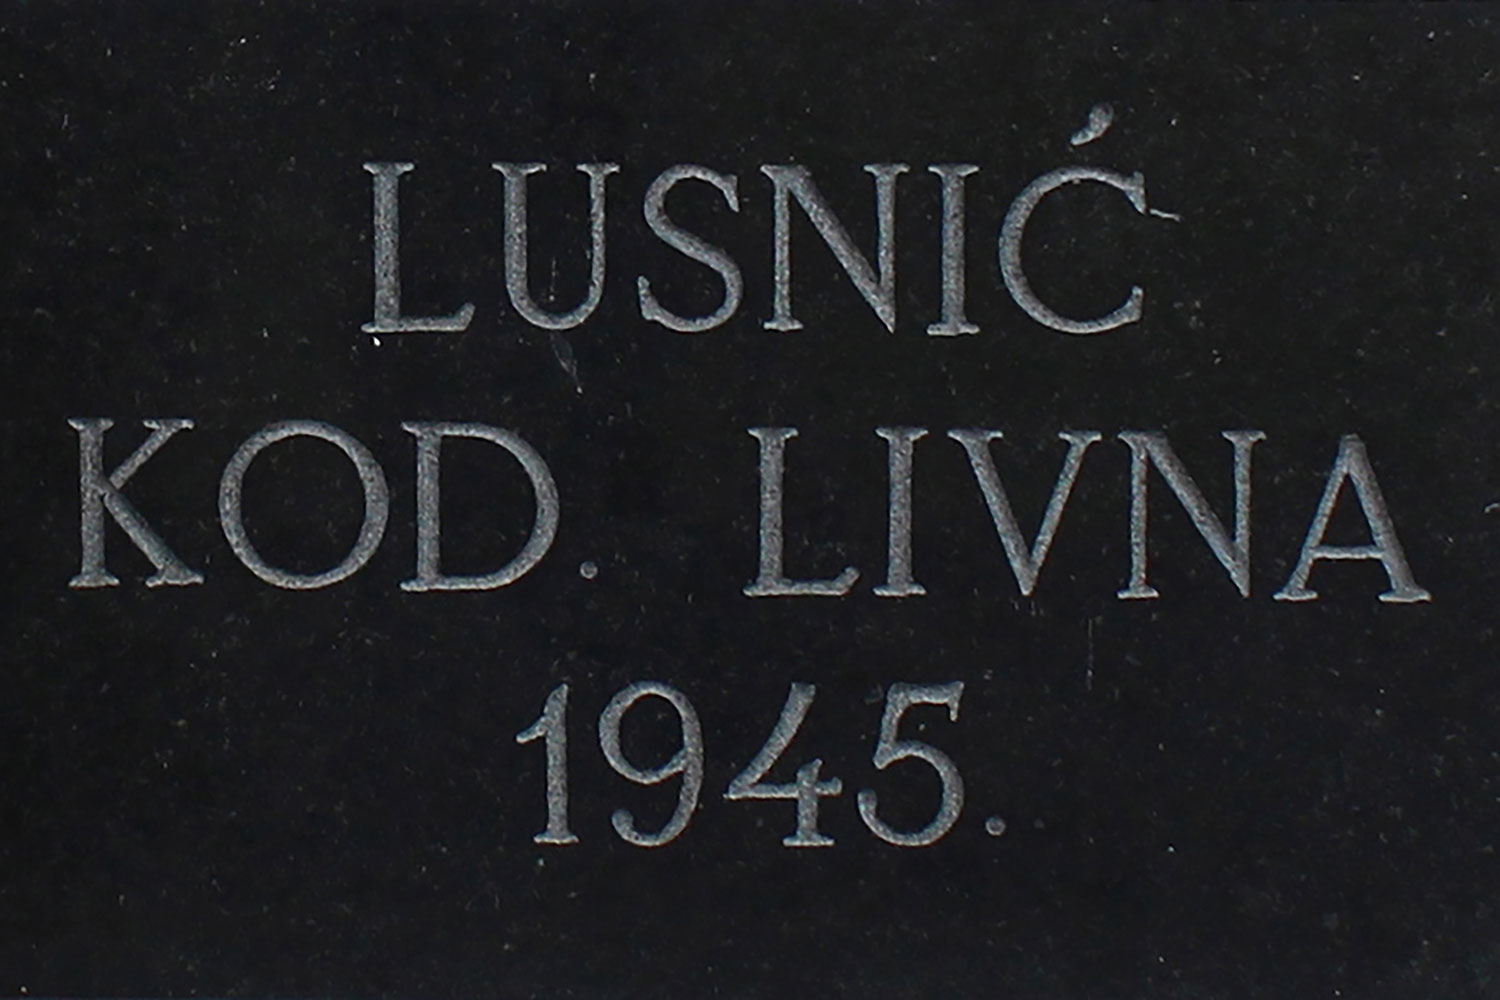 LUSNIĆ
KOD. LIVNA
1945.